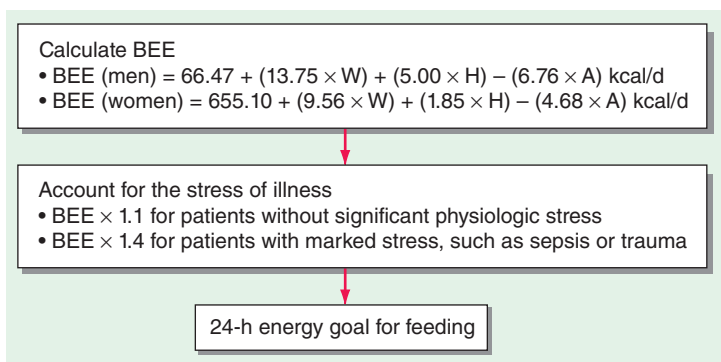 Calculate BEE
• BEE (men) = 66.47 + (13.75 × W) + (5.00 × H) – (6.76 × A) kcal/d
• BEE (women) = 655.10 + (9.56 × W) + (1.85 × H) – (4.68 × A) kcal/d
Account for the stress of illness
• BEE × 1.1 for patients without significant physiologic stress
• BEE × 1.4 for patients with marked stress, such as sepsis or trauma
24-h energy goal for feeding